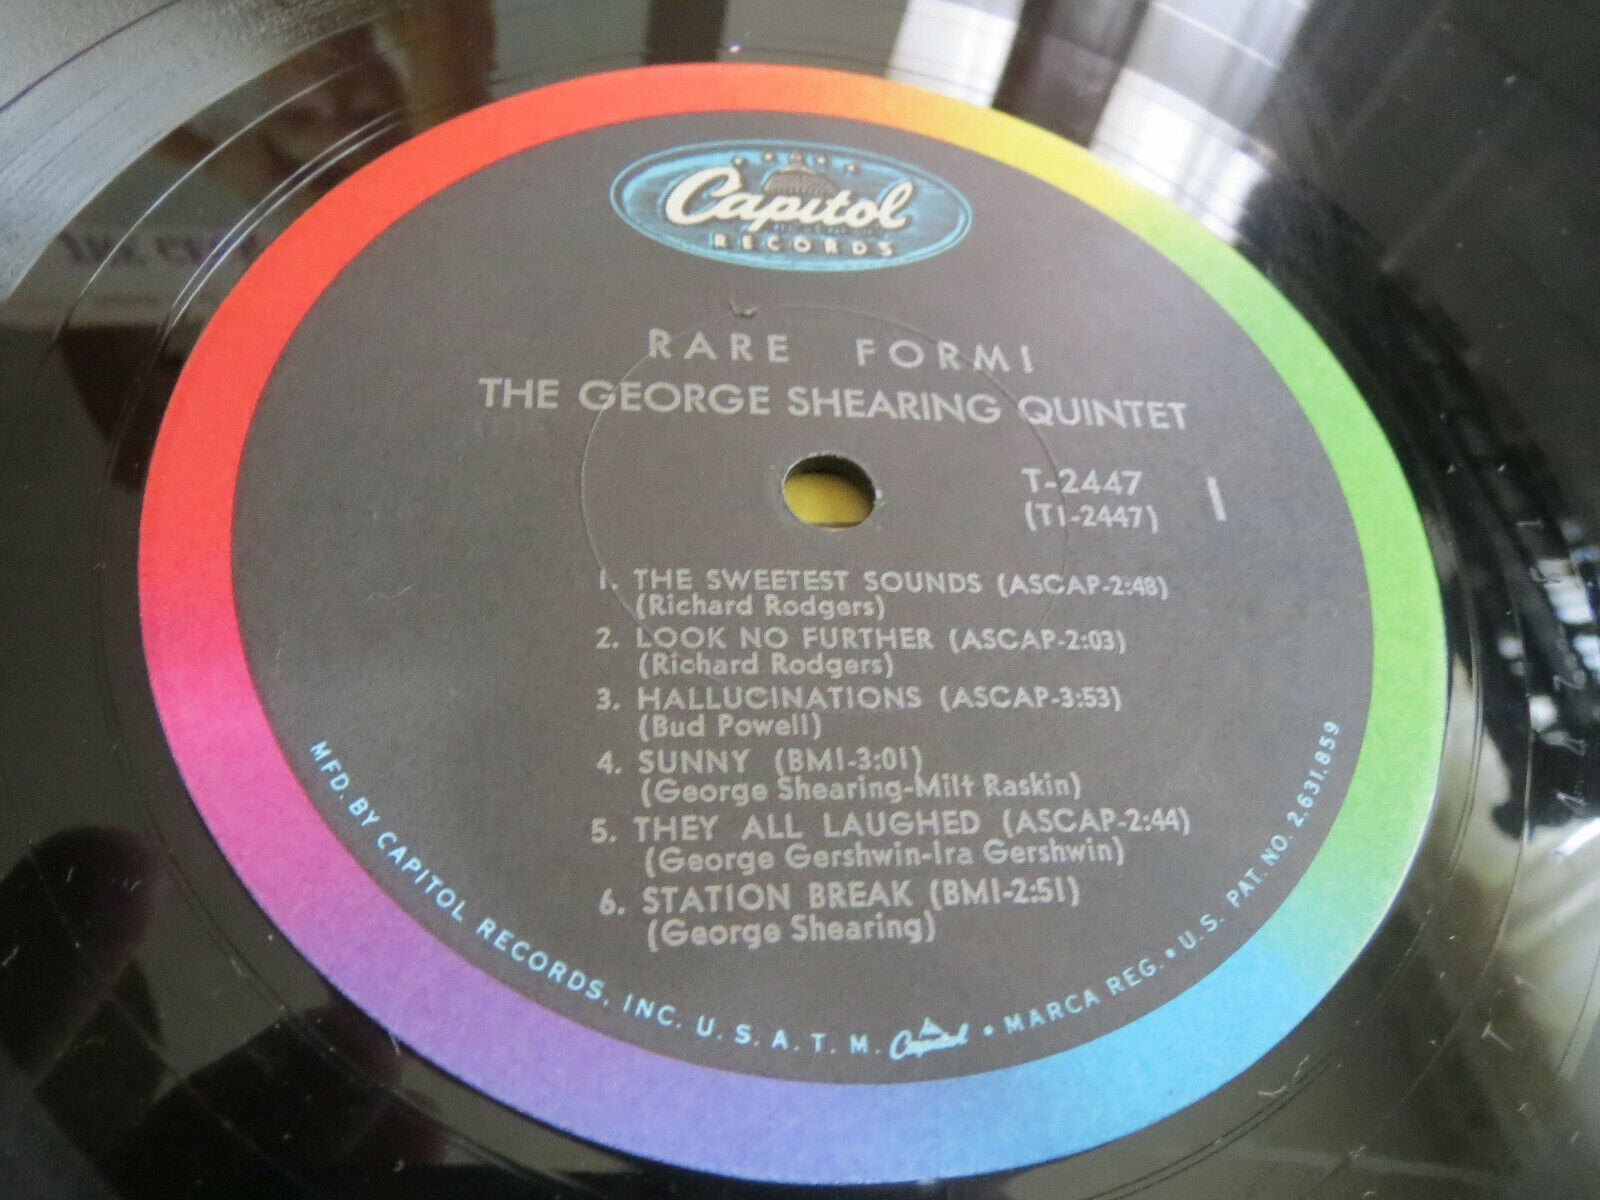 Capitol
RECORDS
RARE FORM!
THE GEORGE SHEARING QUINTET
T-2447
(T1-2447)
1
1. THE SWEETEST SOUNDS (ASCAP-2:48)
(Richard Rodgers)
2. LOOK NO FURTHER (ASCAP-2:03)
(Richard Rodgers)
3. HALLUCINATIONS (ASCAP-3:53)
(Bud Powell)
4. SUNNY (BMI-3:01)
(George Shearing-Milt Raskin)
5. THEY ALL LAUGHED (ASCAP-2:44)
(George Gershwin-Ira Gershwin)
6. STATION BREAK (BMI-2:51)
(George Shearing)
MFD. BY CAPITOL RECORDS, INC. U.S.A. T.M. Capitol • MARCA REG. • U.S. PAT. NO. 2.631.859